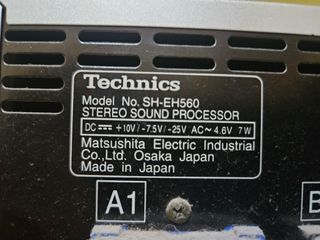 Technics
Model No. SH-EH560
STEREO SOUND PROCESSOR
DC ⎓ +10V/-7.5V/-25V AC~4.6V 7W
Matsushita Electric Industrial
Co.,Ltd. Osaka Japan
Made in Japan
A1
B